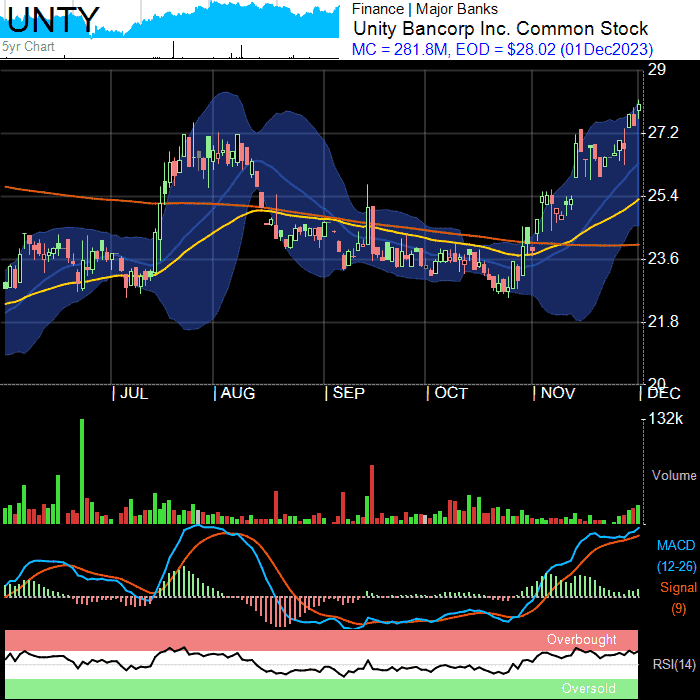 UNTY
5yr Chart
Finance | Major Banks
Unity Bancorp Inc. Common Stock
MC = 281.8M, EOD = $28.02 (01Dec2023)
29
27.2
25.4
23.6
21.8
20
| JUL | AUG | SEP | OCT | NOV | DEC
132k
Volume
MACD
(12-26)
Signal
(9)
Overbought
RSI(14)
Oversold